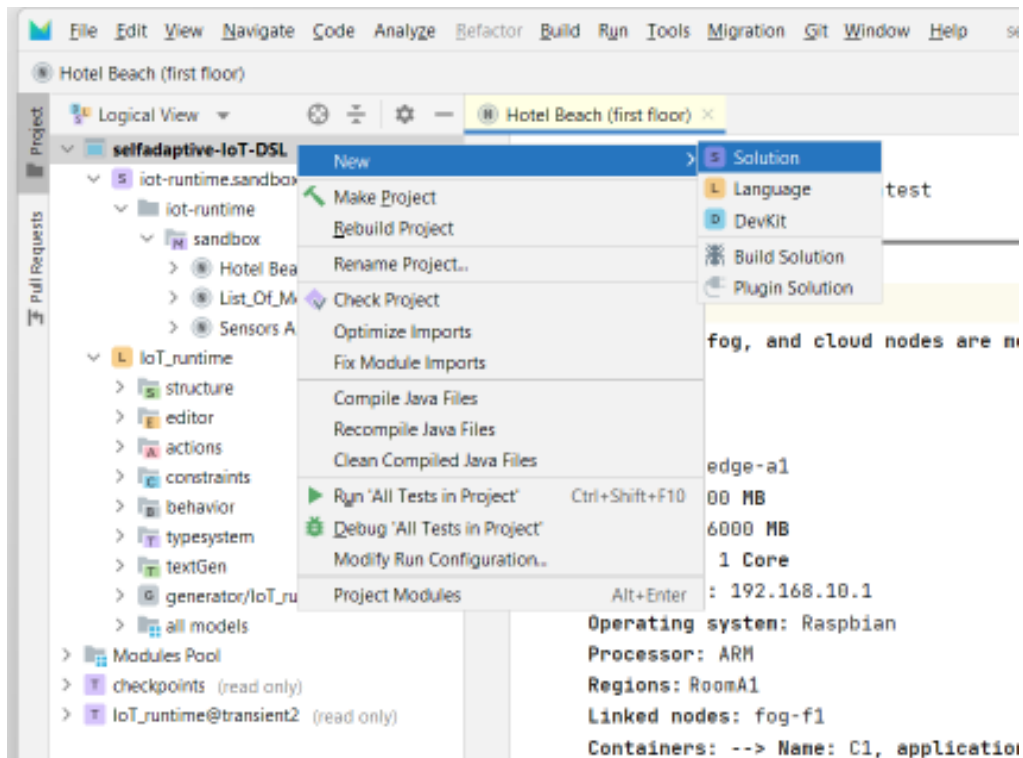 File Edit View Navigate Code Analyze Refactor Build Run Tools Migration Git Window Help
Hotel Beach (first floor)
Project
Pull Requests
Logical View
Hotel Beach (first floor)
selfadaptive-IoT-DSL
iot-runtime.sandbox
iot-runtime
sandbox
Hotel Bea
List_Of_M
Sensors A
IoT_runtime
structure
editor
actions
constraints
behavior
typesystem
textGen
generator/IoT_ru
all models
Modules Pool
checkpoints (read only)
IoT_runtime@transient2 (read only)
New
Make Project
Rebuild Project
Rename Project...
Check Project
Optimize Imports
Fix Module Imports
Compile Java Files
Recompile Java Files
Clean Compiled Java Files
Run 'All Tests in Project' Ctrl+Shift+F10
Debug 'All Tests in Project'
Modify Run Configuration...
Project Modules Alt+Enter
Solution
Language
DevKit
Build Solution
Plugin Solution
test
fog, and cloud nodes are m
edge-a1
00 MB
6000 MB
1 Core
: 192.168.10.1
Operating system: Raspbian
Processor: ARM
Regions: RoomA1
Linked nodes: fog-f1
Containers: --> Name: C1, application